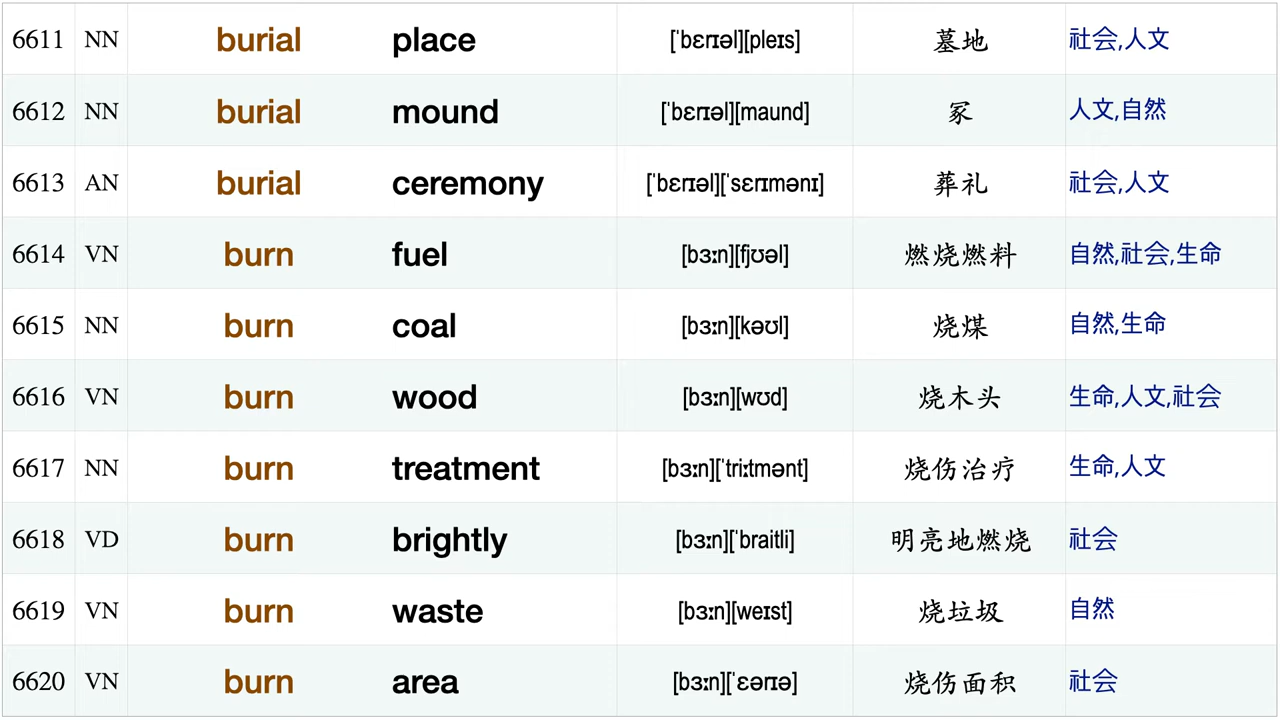 6611 NN burial place [ˈbɛrɪəl][pleɪs] 墓地 社会,人文
6612 NN burial mound [ˈbɛrɪəl][maund] 冢 人文,自然
6613 AN burial ceremony [ˈbɛrɪəl][ˈsɛrɪmənɪ] 葬礼 社会,人文
6614 VN burn fuel [bɜːn][fjʊəl] 燃烧燃料 自然,社会,生命
6615 NN burn coal [bɜːn][kəʊl] 烧煤 自然,生命
6616 VN burn wood [bɜːn][wʊd] 烧木头 生命,人文,社会
6617 NN burn treatment [bɜːn][ˈtriːtmənt] 烧伤治疗 生命,人文
6618 VD burn brightly [bɜːn][ˈbraitli] 明亮地燃烧 社会
6619 VN burn waste [bɜːn][weɪst] 烧垃圾 自然
6620 VN burn area [bɜːn][ˈɛərɪə] 烧伤面积 社会